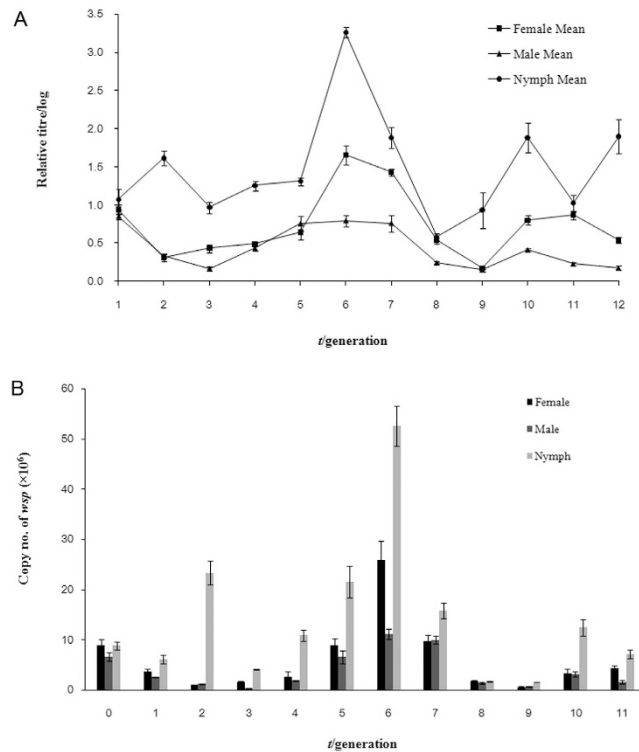 A
Relative titre/log
3.5
3.0
2.5
2.0
1.5
1.0
0.5
0.0
Female Mean
Male Mean
Nymph Mean
1 2 3 4 5 6 7 8 9 10 11 12
t/generation
B
Copy no. of wsp (×10⁶)
60
50
40
30
20
10
0
Female
Male
Nymph
0 1 2 3 4 5 6 7 8 9 10 11
t/generation